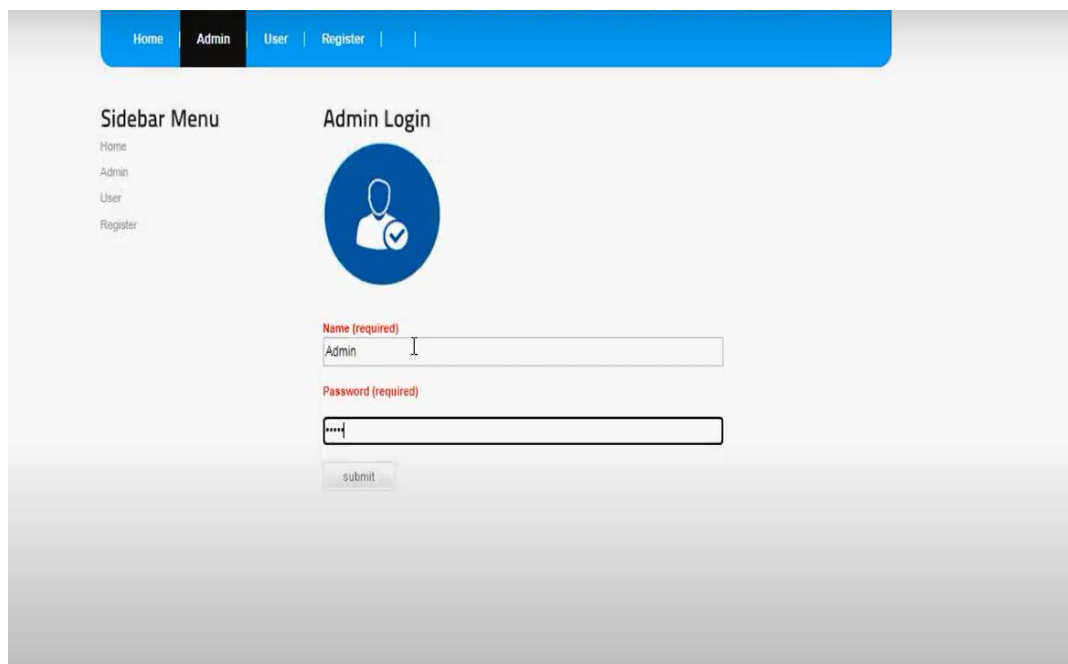 Home | Admin | User | Register | |
Sidebar Menu
Home
Admin
User
Register
Admin Login
Name (required)
Admin
Password (required)
•••••
submit